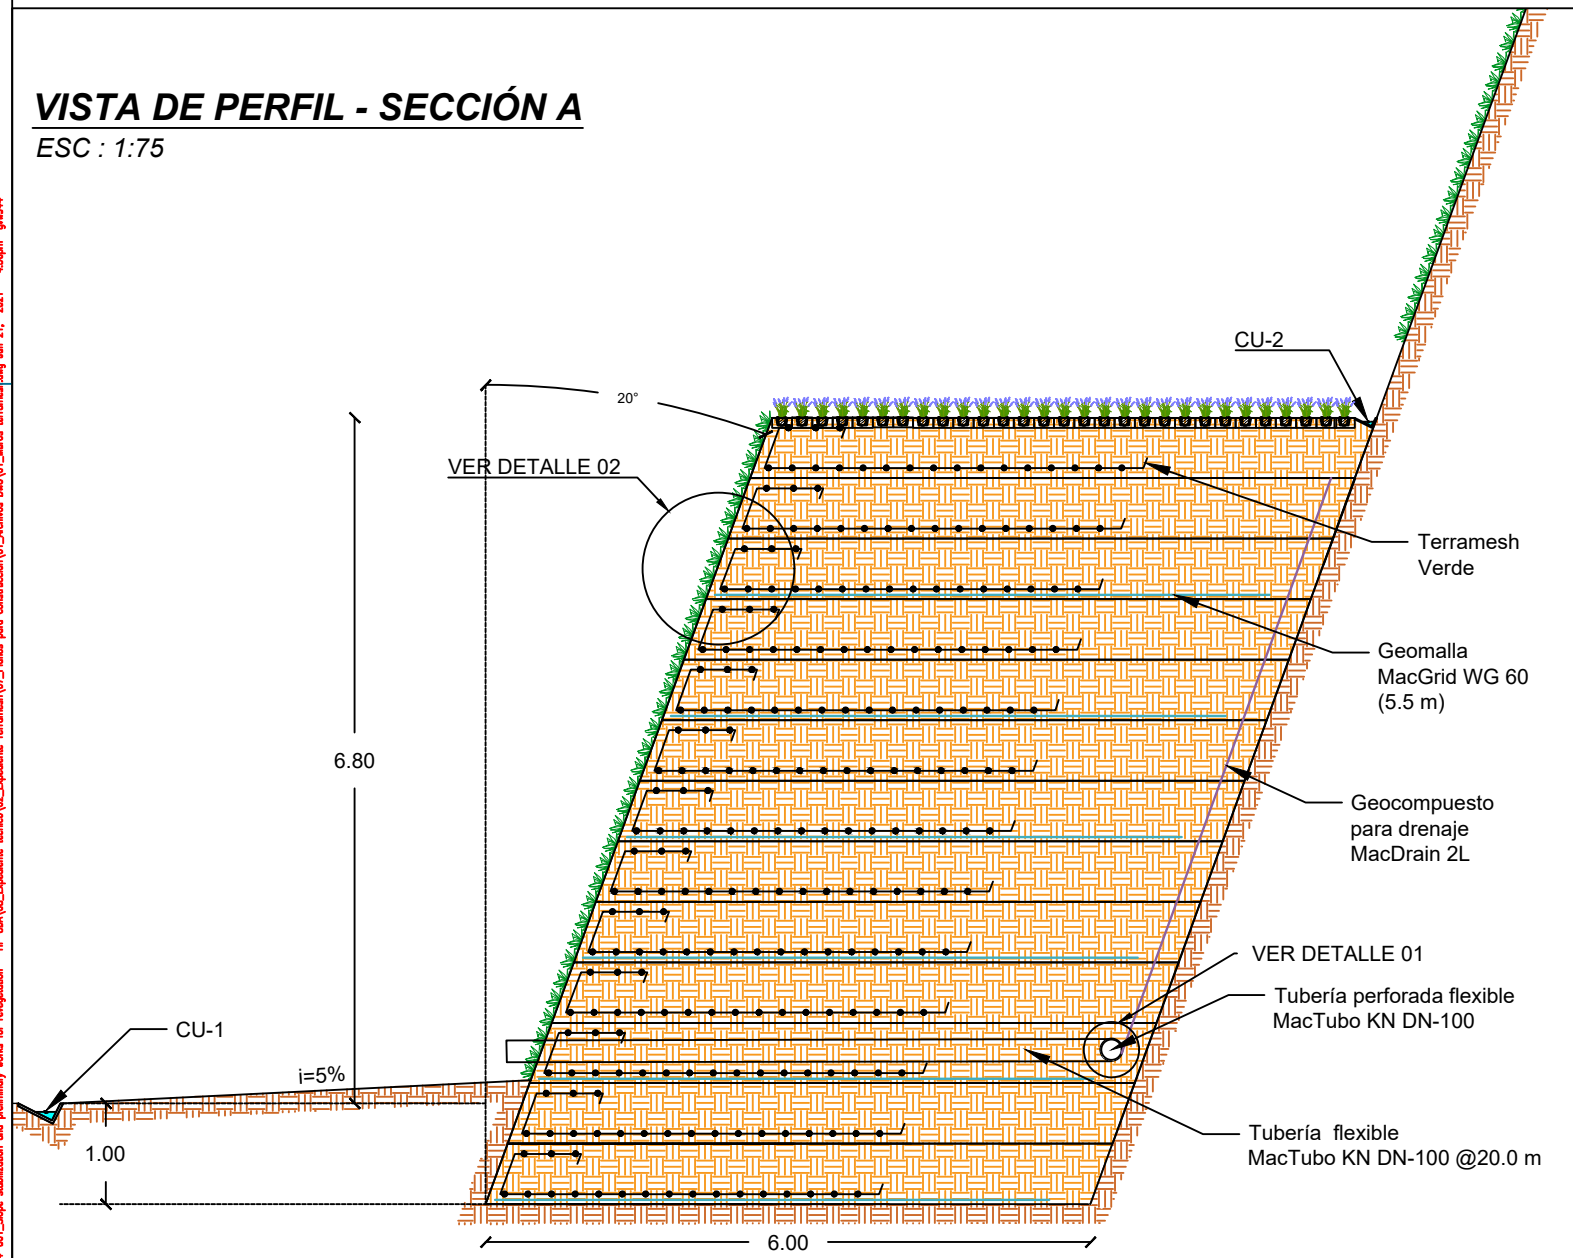 VISTA DE PERFIL - SECCIÓN A
ESC : 1:75
CU-2
20°
VER DETALLE 02
Terramesh
Verde
Geomalla
MacGrid WG 60
(5.5 m)
6.80
Geocompuesto
para drenaje
MacDrain 2L
VER DETALLE 01
Tubería perforada flexible
MacTubo KN DN-100
CU-1
i=5%
1.00
Tubería flexible
MacTubo KN DN-100 @20.0 m
6.00